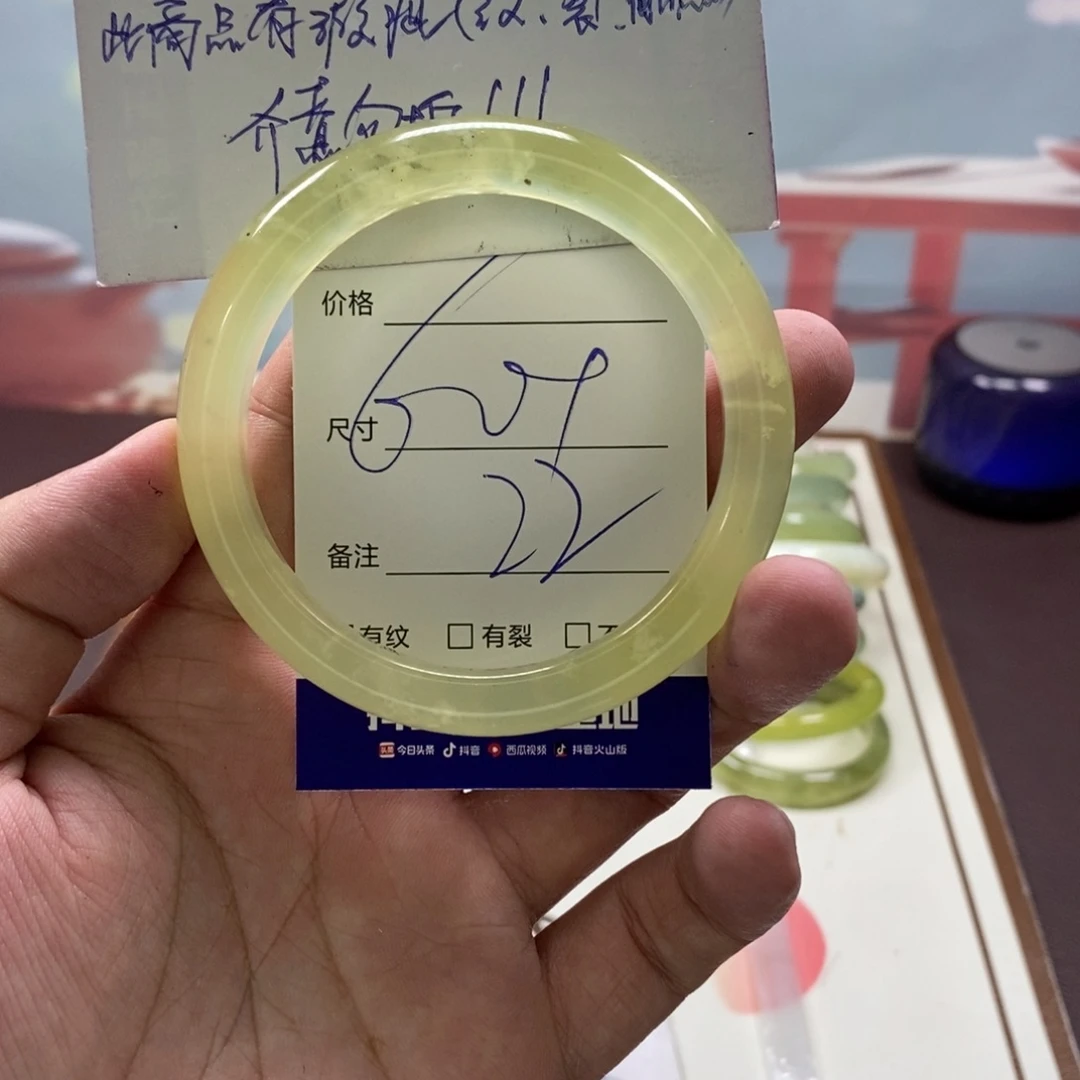 此商品有瑕疵(纹、裂
介意勿拍!!!
价格
尺寸
22
备注
有纹 □ 有裂 □
今日头条 抖音 西瓜视频 抖音火山版